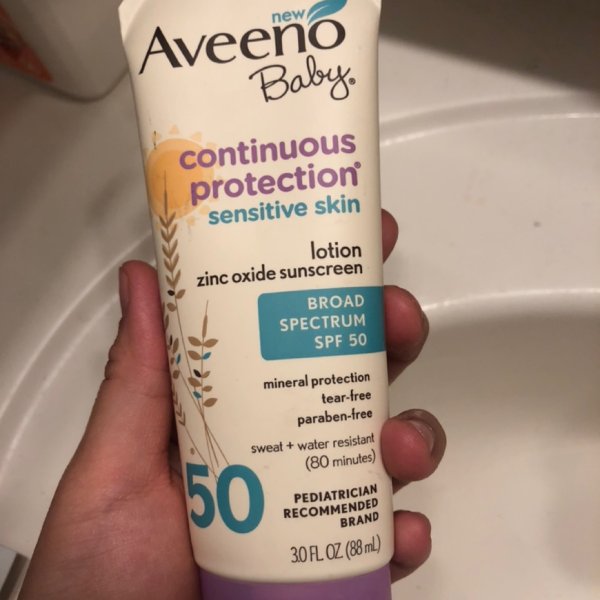 new
Aveeno
Baby®
continuous
protection®
sensitive skin
lotion
zinc oxide sunscreen
BROAD
SPECTRUM
SPF 50
mineral protection
tear-free
paraben-free
sweat + water resistant
(80 minutes)
50
PEDIATRICIAN
RECOMMENDED
BRAND
3.0 FL. OZ. (88 mL)